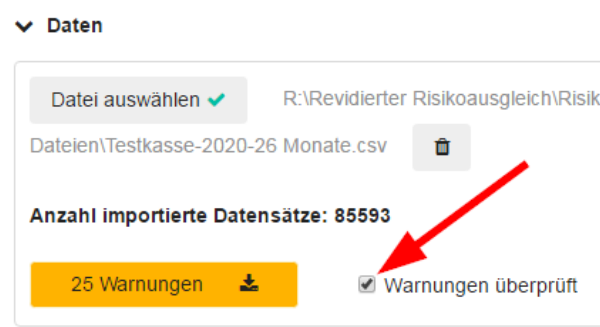 Daten
Datei auswählen R:\Revidierter Risikoausgleich\Risik
Dateien\Testkasse-2020-26 Monate.csv
Anzahl importierte Datensätze: 85593
25 Warnungen Warnungen überprüft